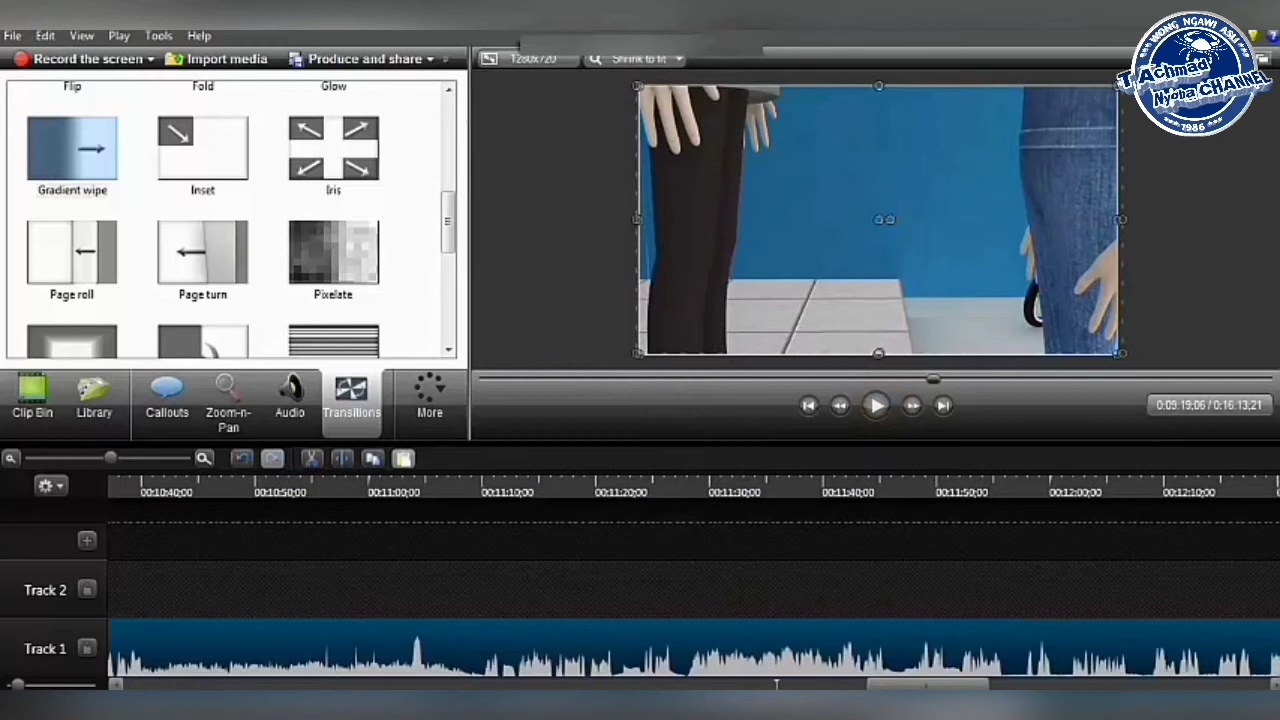 File Edit View Play Tools Help
Record the screen Import media Produce and share »
1280x720 Shrink to fit
WONG NGAWI ASLI
T Achmad
Nyoba CHANNEL
*** 1986 ***
Flip Fold Glow
Gradient wipe Inset Iris
Page roll Page turn Pixelate
Clip Bin Library Callouts Zoom-n-Pan Audio Transitions More
0:09:19;06 / 0:16:13;21
00:10:40;00 00:10:50;00 00:11:00;00 00:11:10;00 00:11:20;00 00:11:30;00 00:11:40;00 00:11:50;00 00:12:00;00 00:12:10;00
Track 2
Track 1